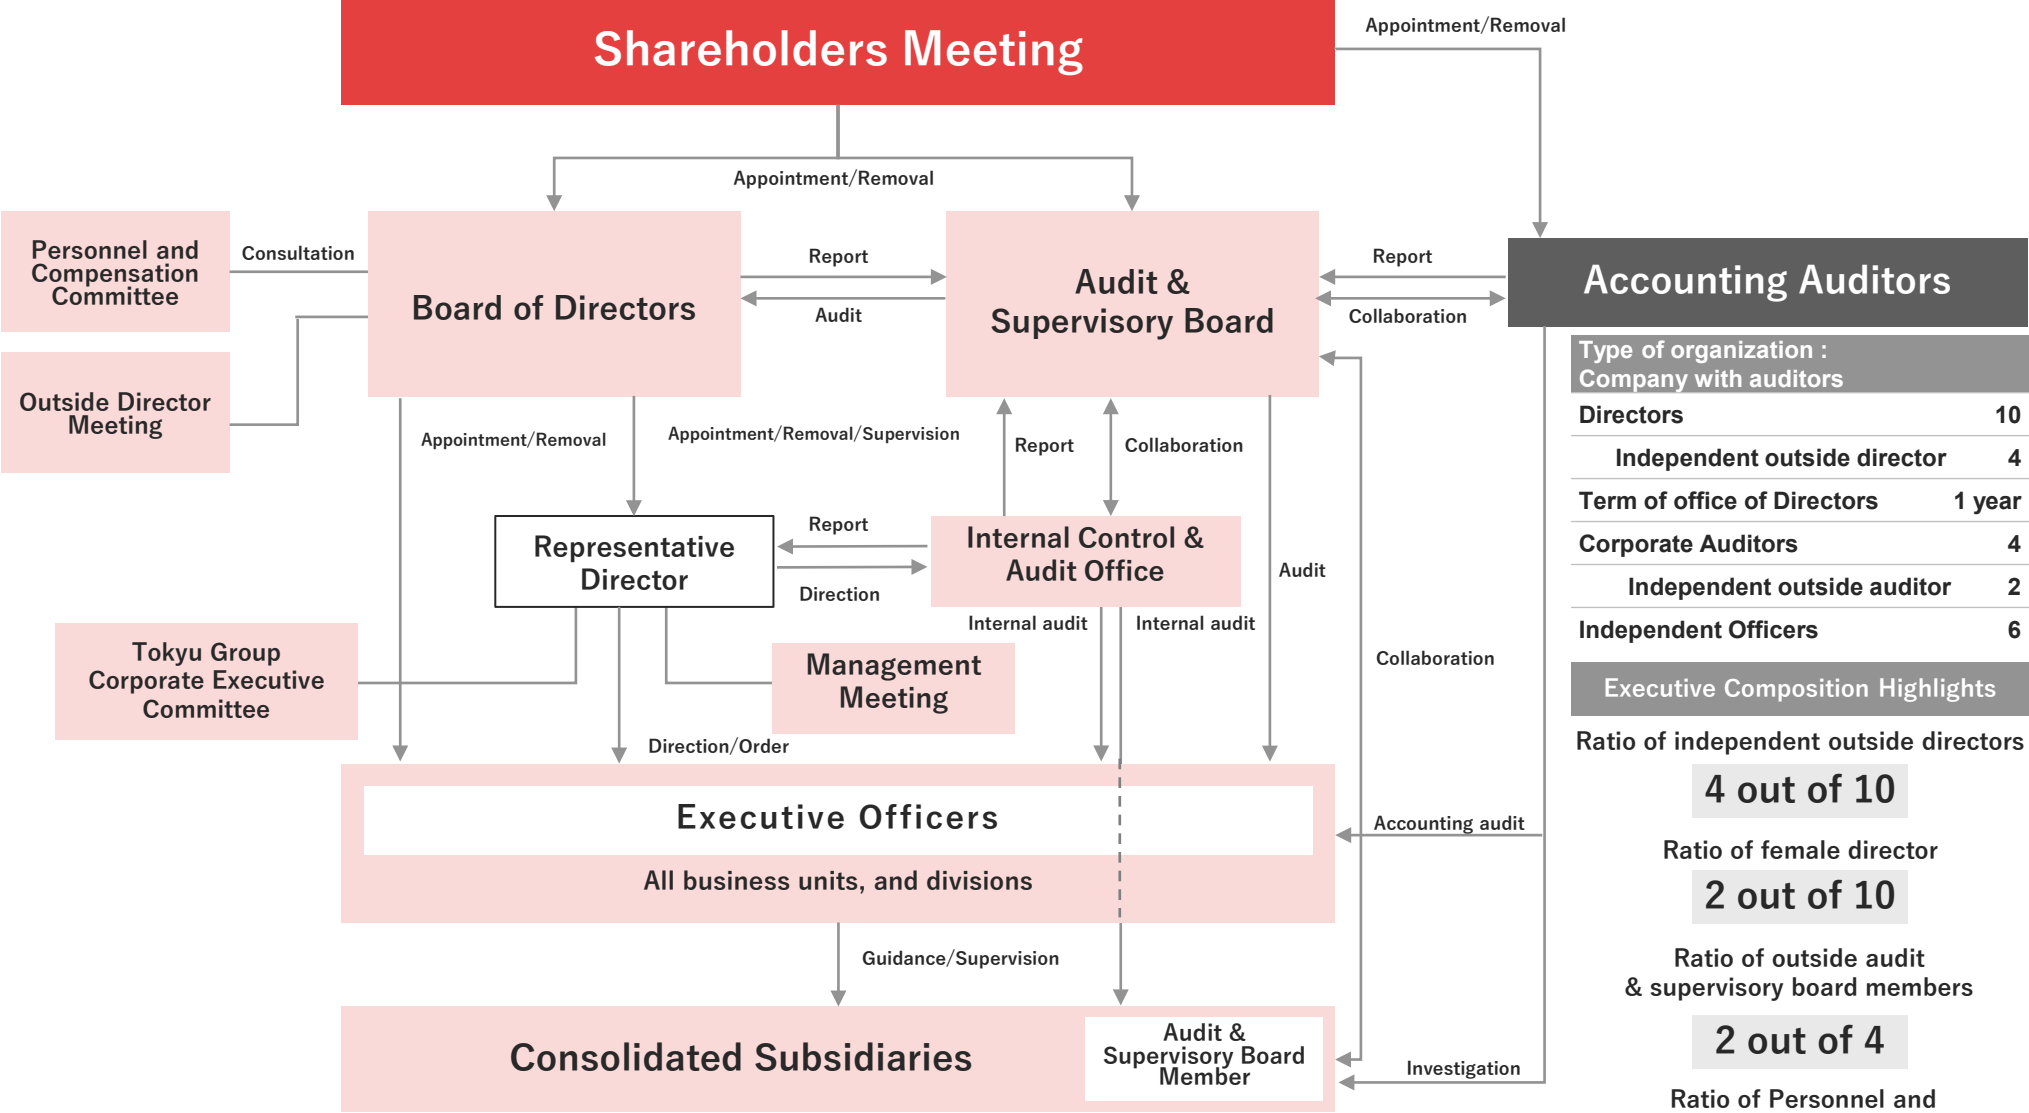 Shareholders Meeting
Appointment/Removal
Appointment/Removal
Personnel and
Compensation
Committee
Consultation
Board of Directors
Report
Audit
Audit &
Supervisory Board
Report
Collaboration
Accounting Auditors
Outside Director
Meeting
Appointment/Removal
Appointment/Removal/Supervision
Report
Collaboration
Representative
Director
Report
Direction
Internal Control &
Audit Office
Audit
Internal audit
Internal audit
Tokyu Group
Corporate Executive
Committee
Management
Meeting
Collaboration
Direction/Order
Executive Officers
All business units, and divisions
Accounting audit
Guidance/Supervision
Consolidated Subsidiaries
Audit &
Supervisory Board
Member
Investigation
Type of organization :
Company with auditors
Directors 10
Independent outside director 4
Term of office of Directors 1 year
Corporate Auditors 4
Independent outside auditor 2
Independent Officers 6
Executive Composition Highlights
Ratio of independent outside directors
4 out of 10
Ratio of female director
2 out of 10
Ratio of outside audit
& supervisory board members
2 out of 4
Ratio of Personnel and